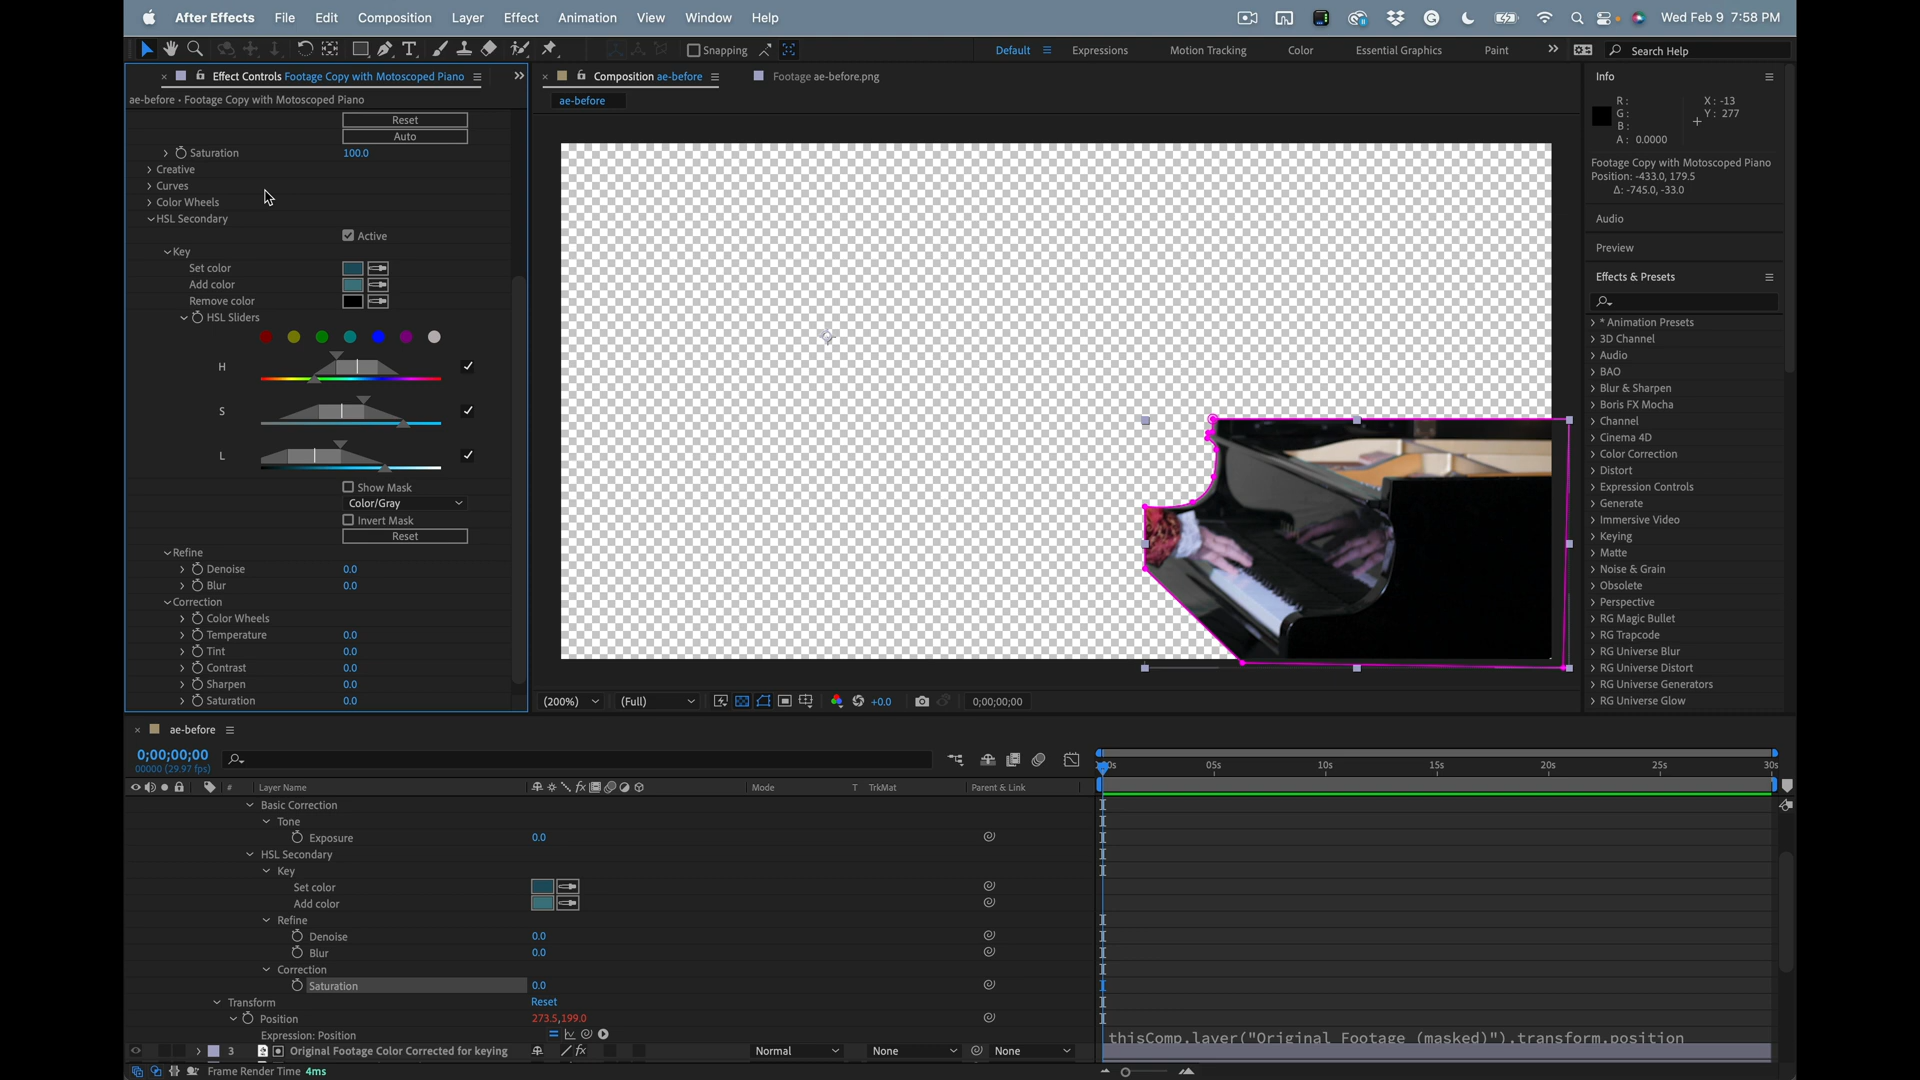 After Effects File Edit Composition Layer Effect Animation View Window Help
Wed Feb 9 7:58 PM
Snapping
Default Expressions Motion Tracking Color Essential Graphics Paint
Search Help
Effect Controls Footage Copy with Motoscoped Piano
ae-before • Footage Copy with Motoscoped Piano
Reset
Auto
Saturation 100.0
Creative
Curves
Color Wheels
HSL Secondary
Active
Key
Set color
Add color
Remove color
HSL Sliders
H
S
L
Show Mask
Color/Gray
Invert Mask
Reset
Refine
Denoise 0.0
Blur 0.0
Correction
Color Wheels
Temperature 0.0
Tint 0.0
Contrast 0.0
Sharpen 0.0
Saturation 0.0
Composition ae-before
Footage ae-before.png
ae-before
(200%) (Full) +0.0 0;00;00;00
Info
R:
G:
B:
A: 0.0000
X: -13
Y: 277
Footage Copy with Motoscoped Piano
Position: -433.0, 179.5
Δ: -745.0, -33.0
Audio
Preview
Effects & Presets
* Animation Presets
3D Channel
Audio
BAO
Blur & Sharpen
Boris FX Mocha
Channel
Cinema 4D
Color Correction
Distort
Expression Controls
Generate
Immersive Video
Keying
Matte
Noise & Grain
Obsolete
Perspective
RG Magic Bullet
RG Trapcode
RG Universe Blur
RG Universe Distort
RG Universe Generators
RG Universe Glow
ae-before
0;00;00;00
00000 (29.97 fps)
# Layer Name Mode T TrkMat Parent & Link
05s 10s 15s 20s 25s 30s
Basic Correction
Tone
Exposure 0.0
HSL Secondary
Key
Set color
Add color
Refine
Denoise 0.0
Blur 0.0
Correction
Saturation 0.0
Transform Reset
Position 273.5,199.0
Expression: Position
thisComp.layer("Original Footage (masked)").transform.position
3 Original Footage Color Corrected for keying Normal None None
Frame Render Time 4ms